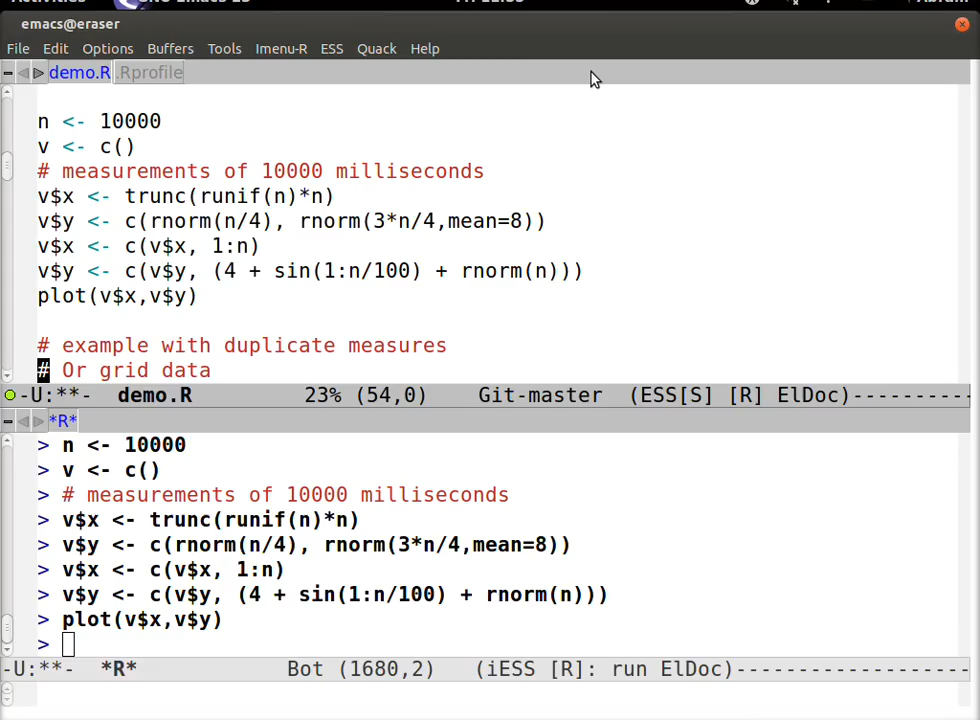 emacs@eraser
File Edit Options Buffers Tools Imenu-R ESS Quack Help
demo.R .Rprofile
n <- 10000
v <- c()
# measurements of 10000 milliseconds
v$x <- trunc(runif(n)*n)
v$y <- c(rnorm(n/4), rnorm(3*n/4,mean=8))
v$x <- c(v$x, 1:n)
v$y <- c(v$y, (4 + sin(1:n/100) + rnorm(n)))
plot(v$x,v$y)
# example with duplicate measures
# Or grid data
-U:**- demo.R 23% (54,0) Git-master (ESS[S] [R] ElDoc)----------
*R*
> n <- 10000
> v <- c()
> # measurements of 10000 milliseconds
> v$x <- trunc(runif(n)*n)
> v$y <- c(rnorm(n/4), rnorm(3*n/4,mean=8))
> v$x <- c(v$x, 1:n)
> v$y <- c(v$y, (4 + sin(1:n/100) + rnorm(n)))
> plot(v$x,v$y)
>
-U:**- *R* Bot (1680,2) (iESS [R]: run ElDoc)-------------------